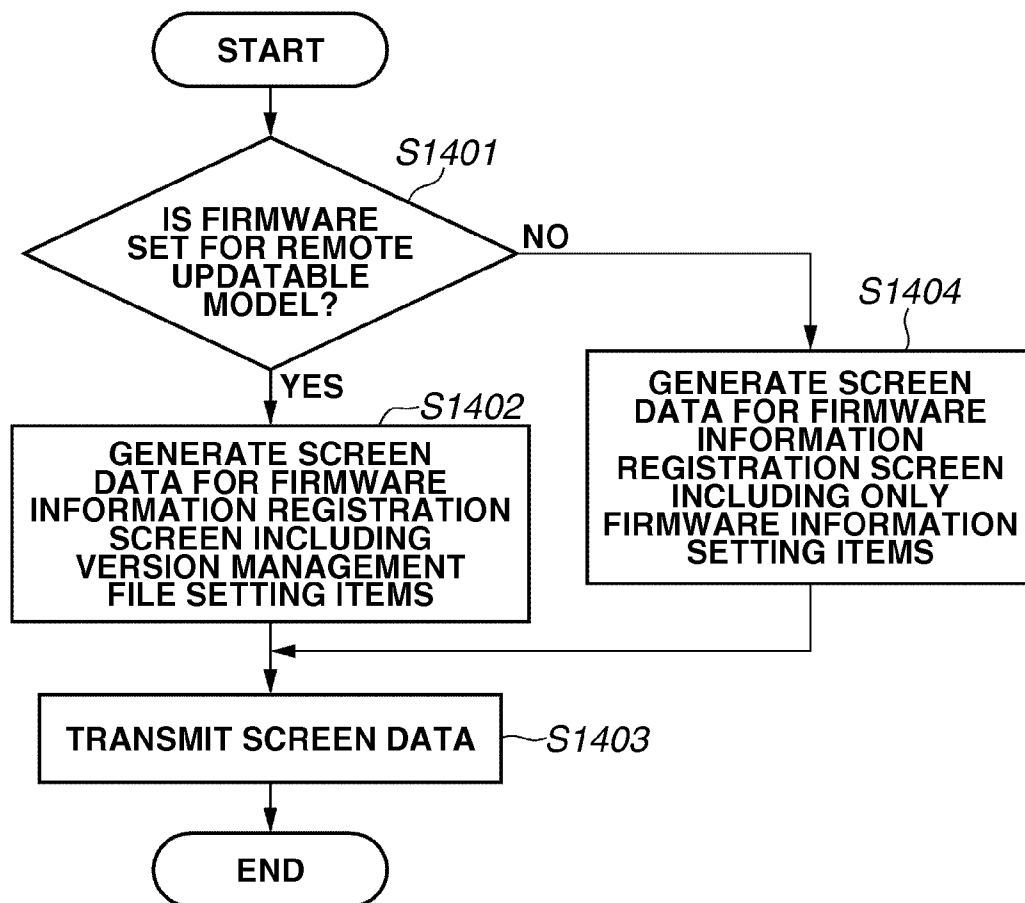 START
S1401
IS FIRMWARE
SET FOR REMOTE
UPDATABLE
MODEL?
NO
YES
S1402
GENERATE SCREEN
DATA FOR FIRMWARE
INFORMATION REGISTRATION
SCREEN INCLUDING
VERSION MANAGEMENT
FILE SETTING ITEMS
S1404
GENERATE SCREEN
DATA FOR FIRMWARE
INFORMATION
REGISTRATION SCREEN
INCLUDING ONLY
FIRMWARE INFORMATION
SETTING ITEMS
TRANSMIT SCREEN DATA
S1403
END